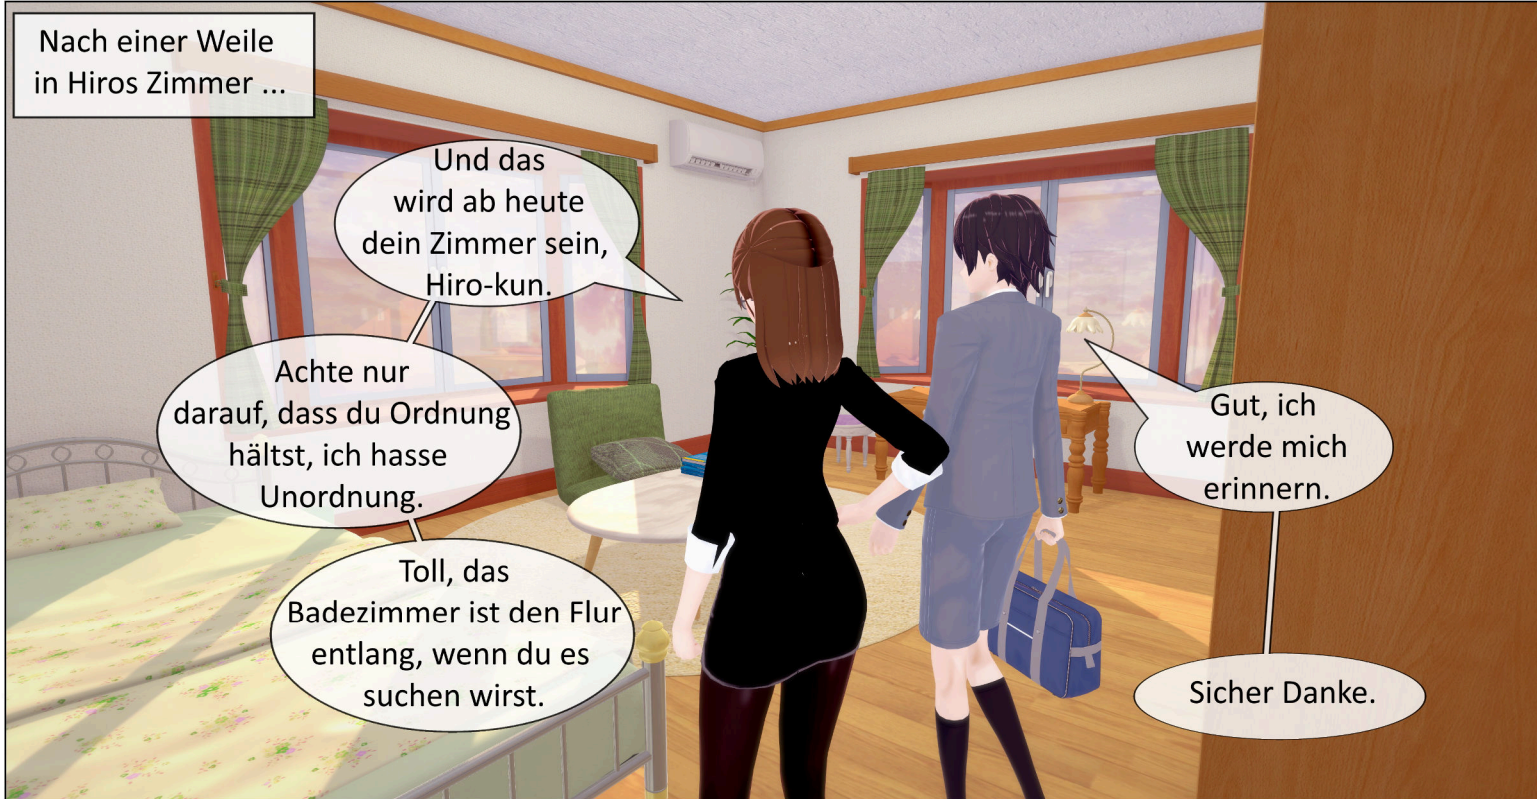 Nach einer Weile
in Hiros Zimmer ...
Und das
wird ab heute
dein Zimmer sein,
Hiro-kun.
Achte nur
darauf, dass du Ordnung
hältst, ich hasse
Unordnung.
Gut, ich
werde mich
erinnern.
Toll, das
Badezimmer ist den Flur
entlang, wenn du es
suchen wirst.
Sicher Danke.